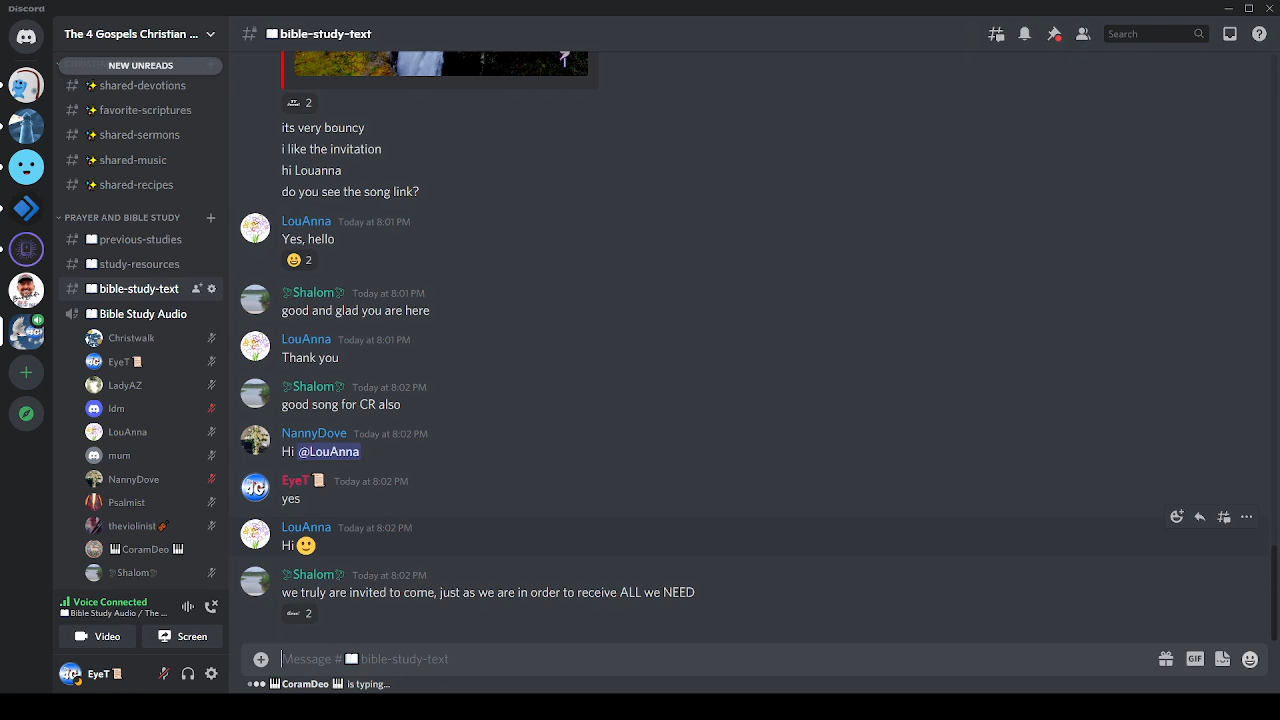 Discord
The 4 Gospels Christian ...
bible-study-text
Search
NEW UNREADS
shared-devotions
favorite-scriptures
shared-sermons
shared-music
shared-recipes
PRAYER AND BIBLE STUDY
previous-studies
study-resources
bible-study-text
Bible Study Audio
Christwalk
EyeT
LadyAZ
ldm
LouAnna
mum
NannyDove
Psalmist
theviolinist
CoramDeo
Shalom
Voice Connected
Bible Study Audio / The ...
Video
Screen
EyeT
2
its very bouncy
i like the invitation
hi Louanna
do you see the song link?
LouAnna Today at 8:01 PM
Yes, hello
2
Shalom Today at 8:01 PM
good and glad you are here
LouAnna Today at 8:01 PM
Thank you
Shalom Today at 8:02 PM
good song for CR also
NannyDove Today at 8:02 PM
Hi @LouAnna
EyeT Today at 8:02 PM
yes
LouAnna Today at 8:02 PM
Hi
Shalom Today at 8:02 PM
we truly are invited to come, just as we are in order to receive ALL we NEED
2
Message # bible-study-text
GIF
CoramDeo is typing...